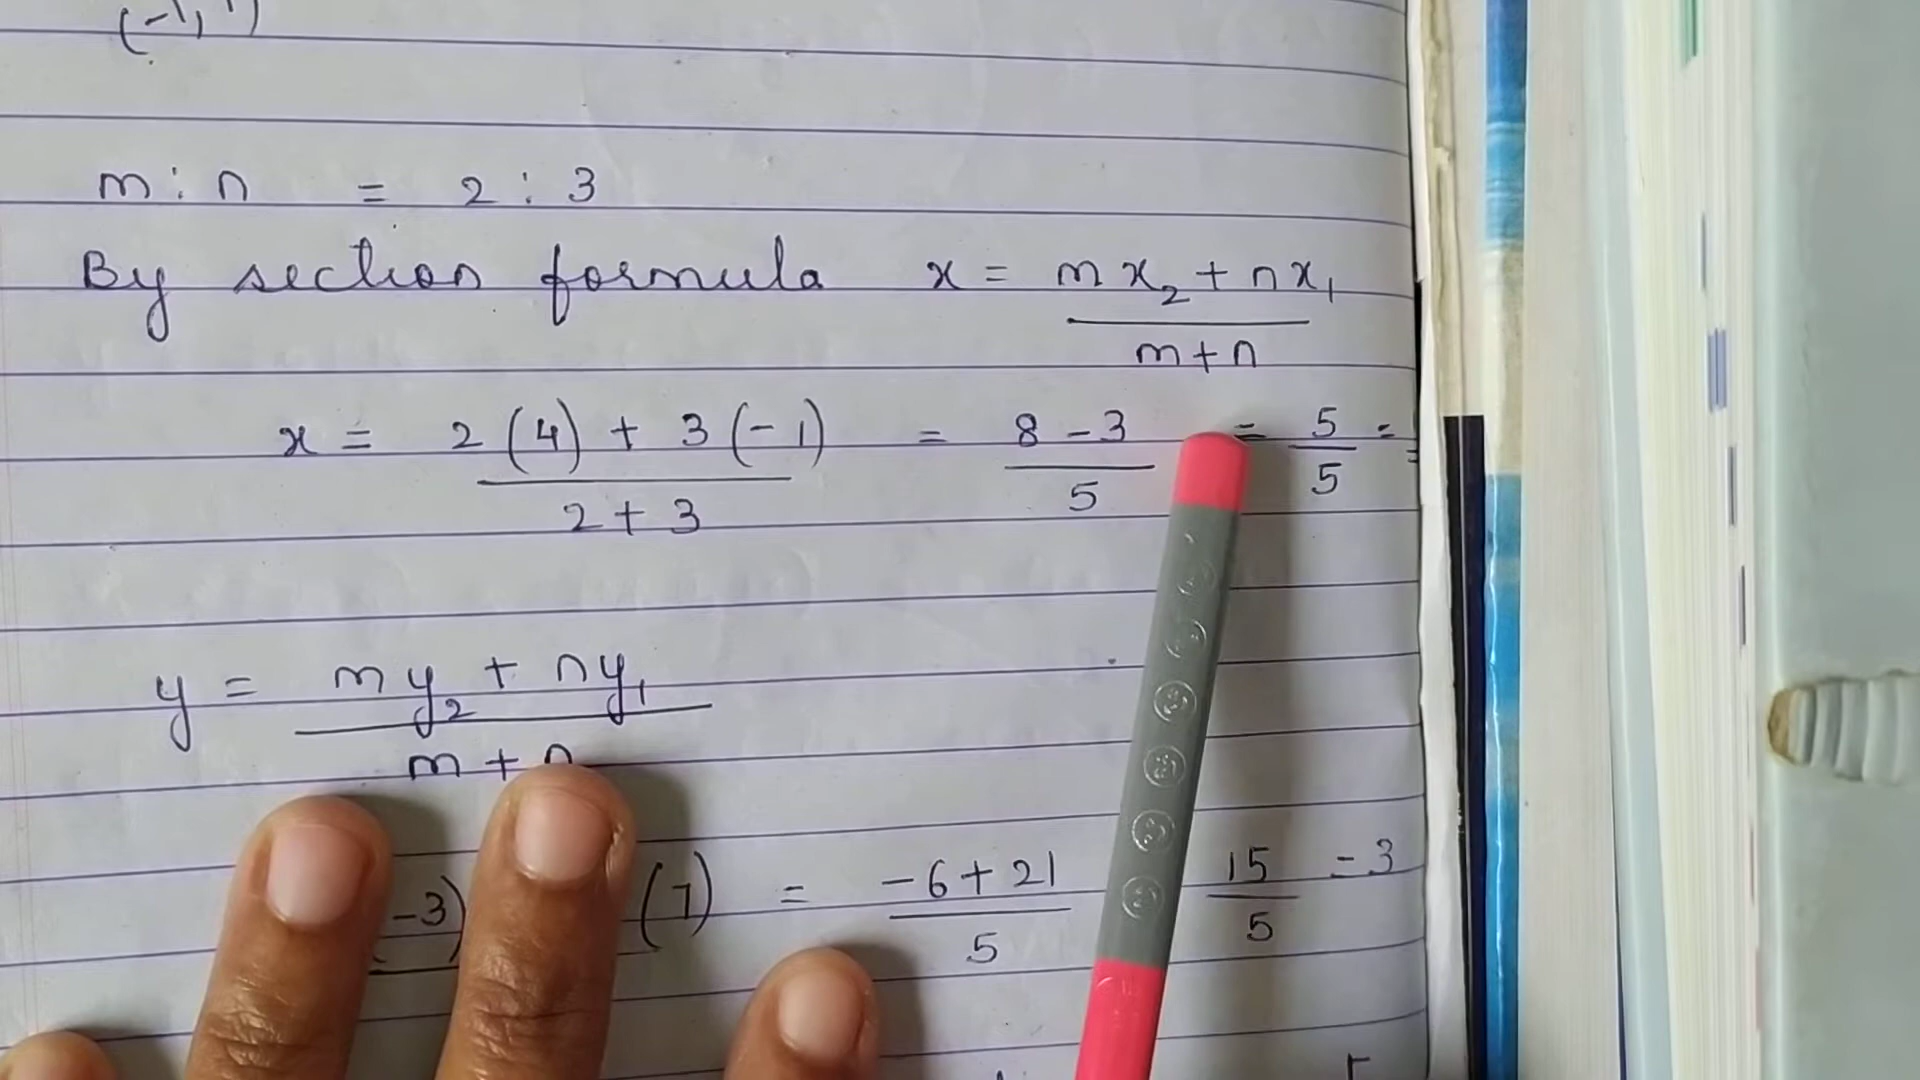 m : n = 2 : 3
By section formula x = mx₂ + nx₁ / m + n
x = 2 (4) + 3 (-1) / 2 + 3 = 8 - 3 / 5 = 5 / 5 =
y = my₂ + ny₁ / m + n
-3) (7) = -6 + 21 / 5 15 / 5 = 3